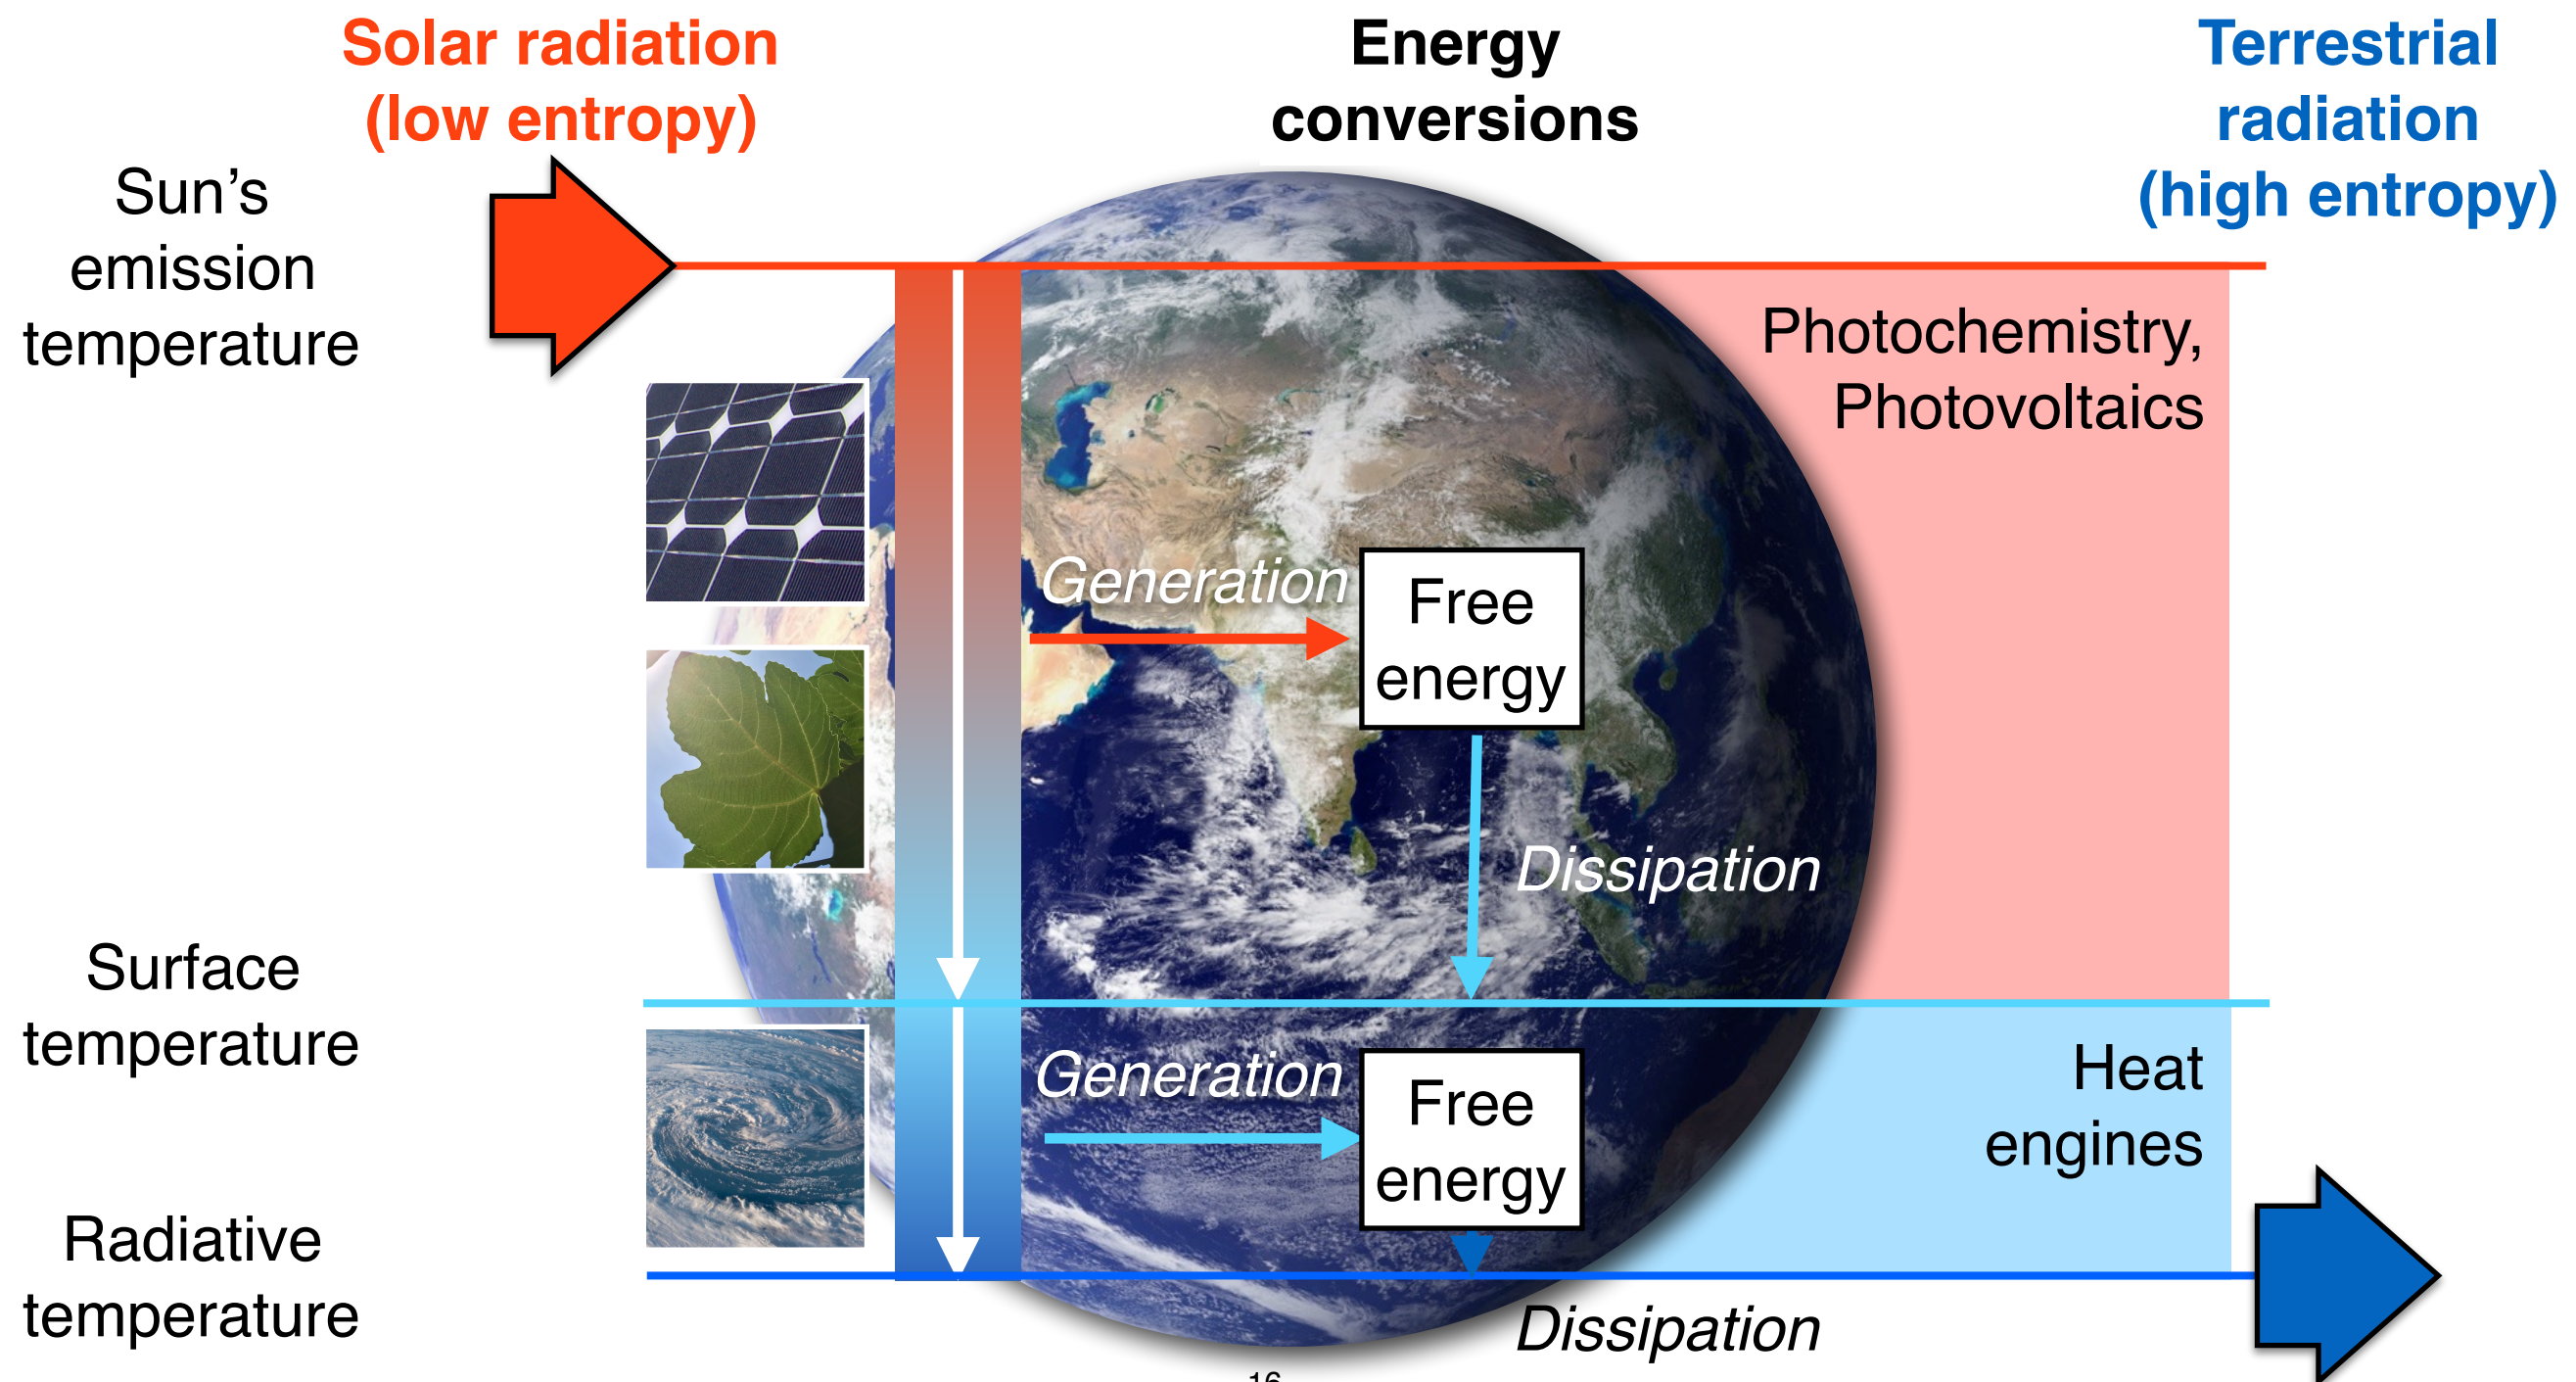 Solar radiation
(low entropy)
Energy
conversions
Terrestrial
radiation
(high entropy)
Sun's
emission
temperature
Photochemistry,
Photovoltaics
Generation
Free
energy
Dissipation
Surface
temperature
Heat
engines
Generation
Free
energy
Radiative
temperature
Dissipation
16